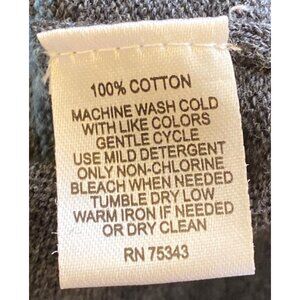 100% COTTON
MACHINE WASH COLD
WITH LIKE COLORS
GENTLE CYCLE
USE MILD DETERGENT
ONLY NON-CHLORINE
BLEACH WHEN NEEDED
TUMBLE DRY LOW
WARM IRON IF NEEDED
OR DRY CLEAN
RN 75343